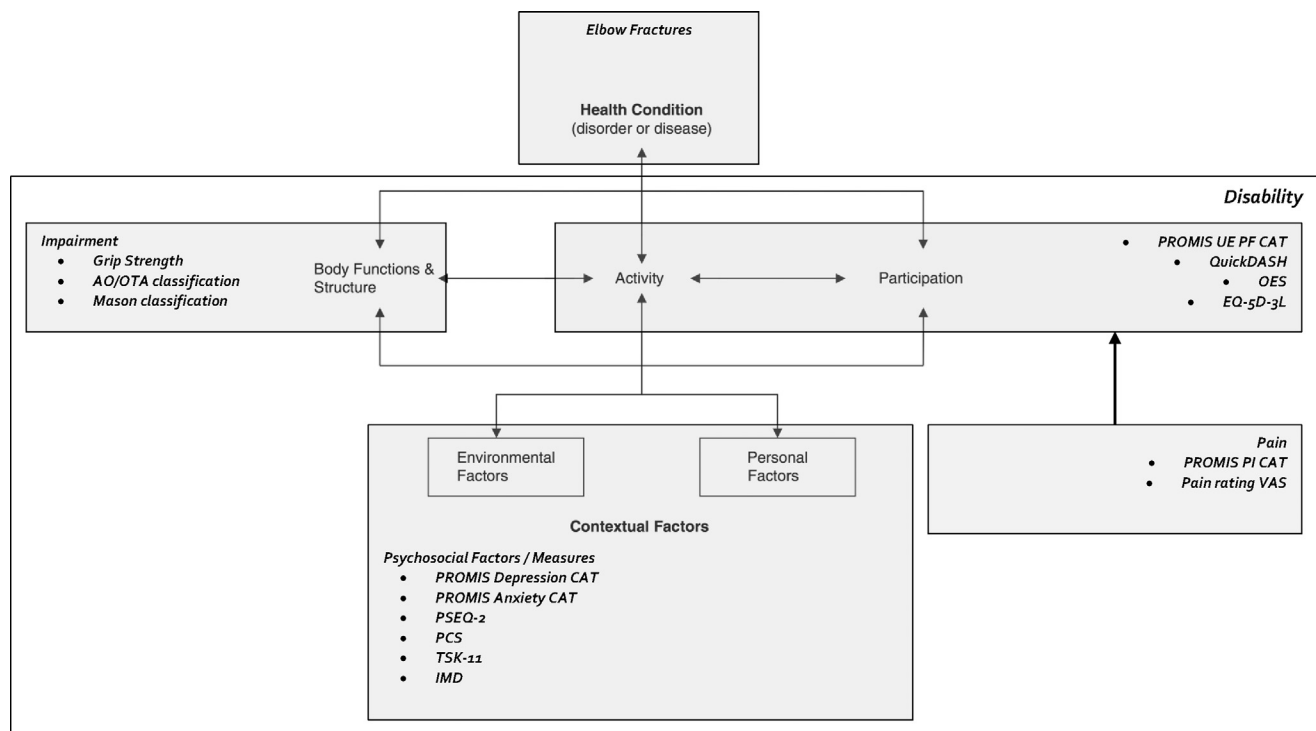 Elbow Fractures
Health Condition
(disorder or disease)
Disability
Impairment
• Grip Strength
• AO/OTA classification
• Mason classification
Body Functions &
Structure
Activity
Participation
• PROMIS UE PF CAT
• QuickDASH
• OES
• EQ-5D-3L
Environmental
Factors
Personal
Factors
Contextual Factors
Psychosocial Factors / Measures
• PROMIS Depression CAT
• PROMIS Anxiety CAT
• PSEQ-2
• PCS
• TSK-11
• IMD
Pain
• PROMIS PI CAT
• Pain rating VAS